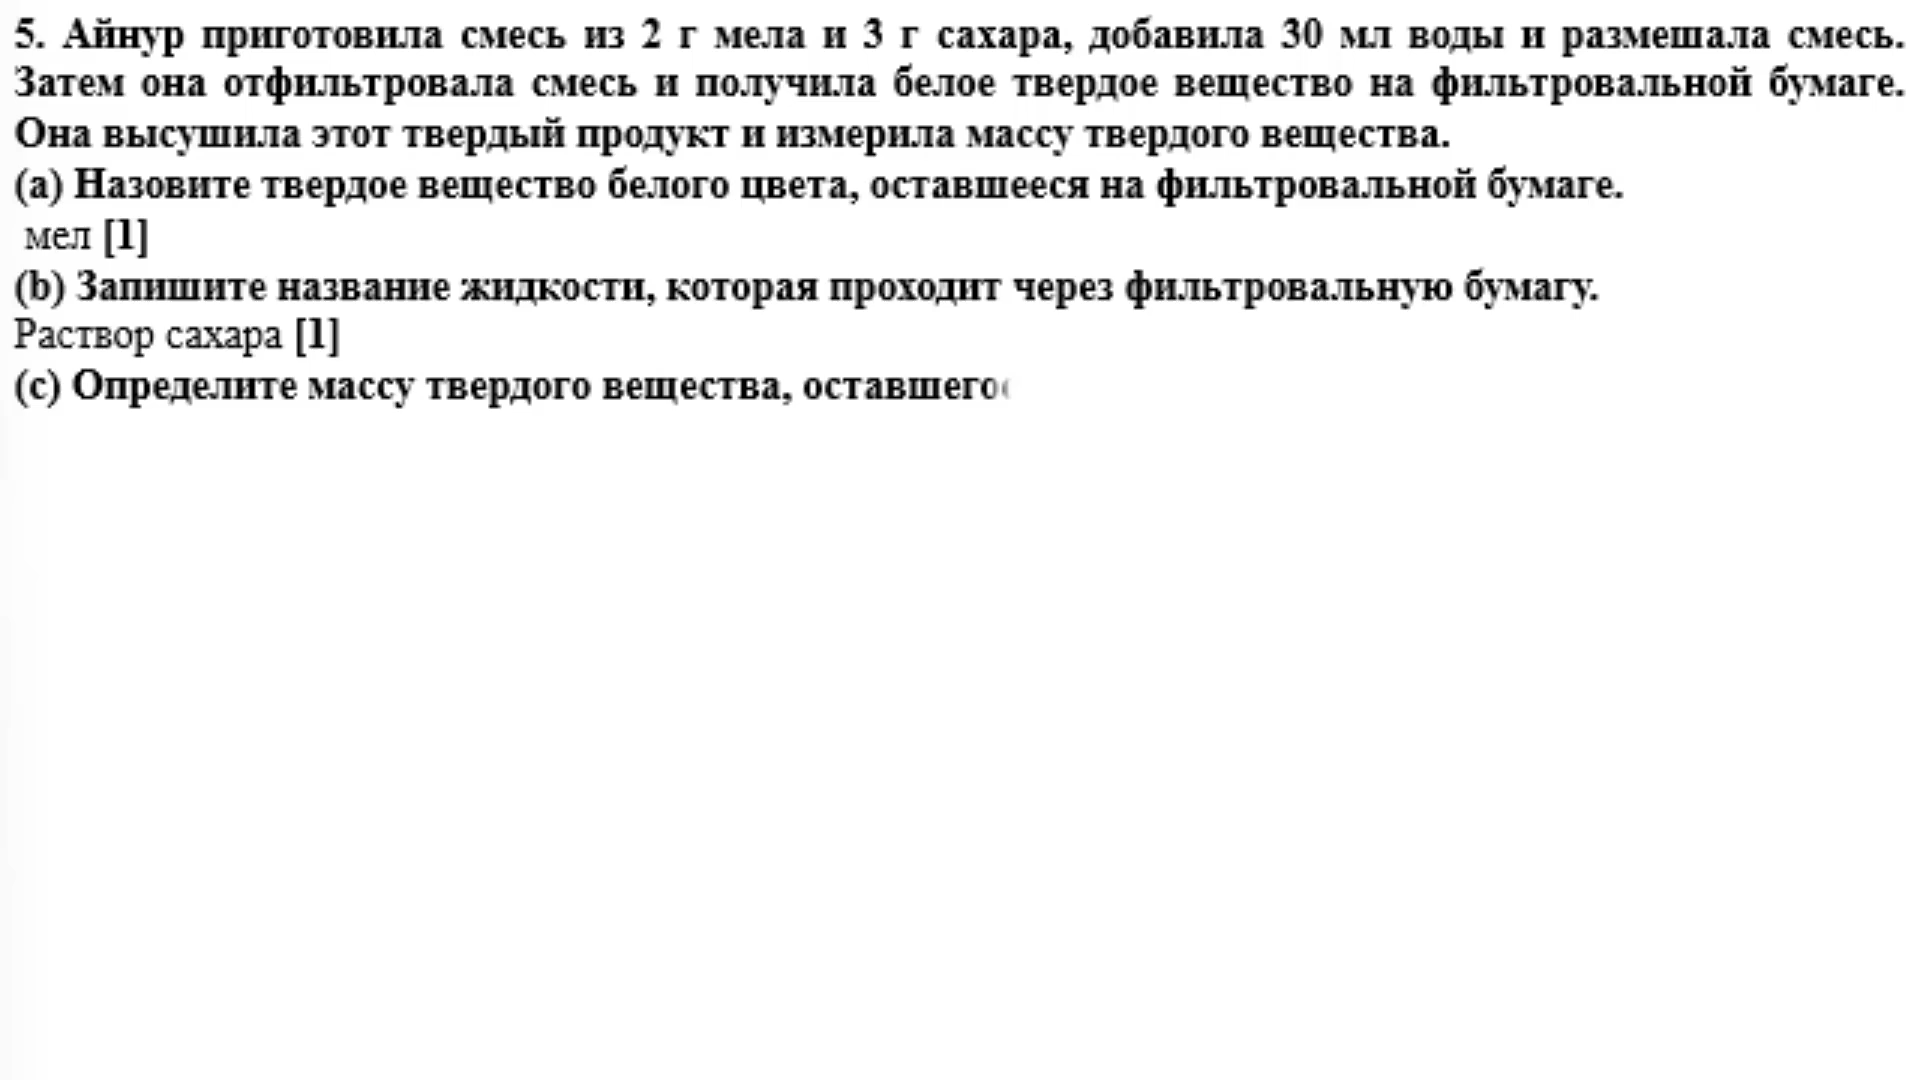 5. Айнур приготовила смесь из 2 г мела и 3 г сахара, добавила 30 мл воды и размешала смесь.
Затем она отфильтровала смесь и получила белое твердое вещество на фильтровальной бумаге.
Она высушила этот твердый продукт и измерила массу твердого вещества.
(a) Назовите твердое вещество белого цвета, оставшееся на фильтровальной бумаге.
мел [1]
(b) Запишите название жидкости, которая проходит через фильтровальную бумагу.
Раствор сахара [1]
(c) Определите массу твердого вещества,